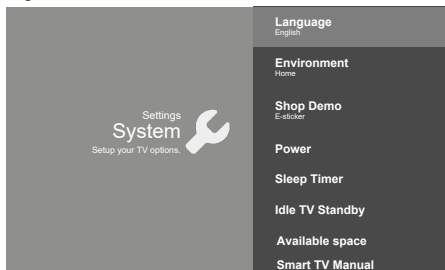 Settings
System
Setup your TV options.
Language
English
Environment
Home
Shop Demo
E-sticker
Power
Sleep Timer
Idle TV Standby
Available space
Smart TV Manual